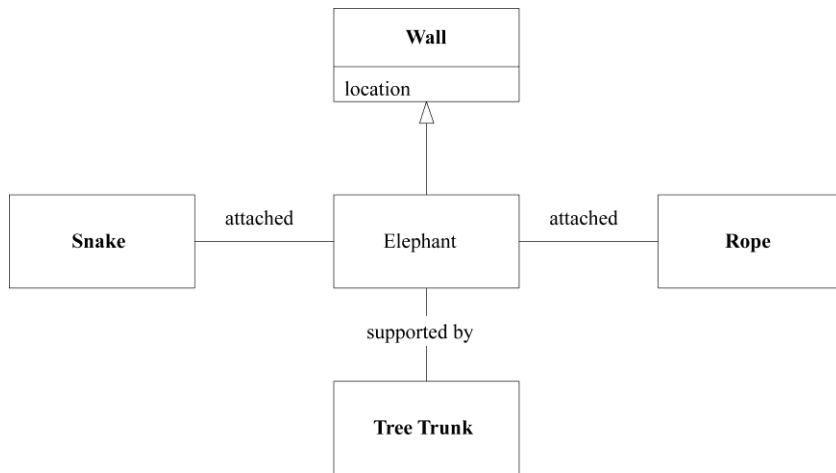 Wall
location
Snake
attached
Elephant
attached
Rope
supported by
Tree Trunk